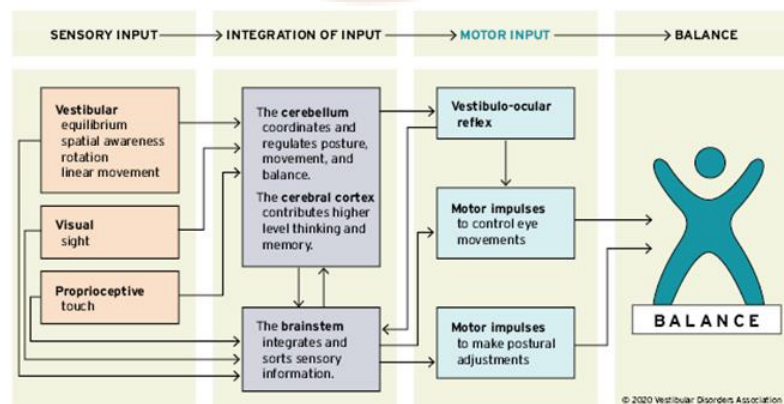 SENSORY INPUT
INTEGRATION OF INPUT
MOTOR INPUT
BALANCE
Vestibular
equilibrium
spatial awareness
rotation
linear movement
Visual
sight
Proprioceptive
touch
The cerebellum
coordinates and
regulates posture,
movement, and
balance.
The cerebral cortex
contributes higher
level thinking and
memory.
The brainstem
integrates and
sorts sensory
information.
Vestibulo-ocular
reflex
Motor impulses
to control eye
movements
Motor impulses
to make postural
adjustments
BALANCE
© 2020 Vestibular Disorders Association